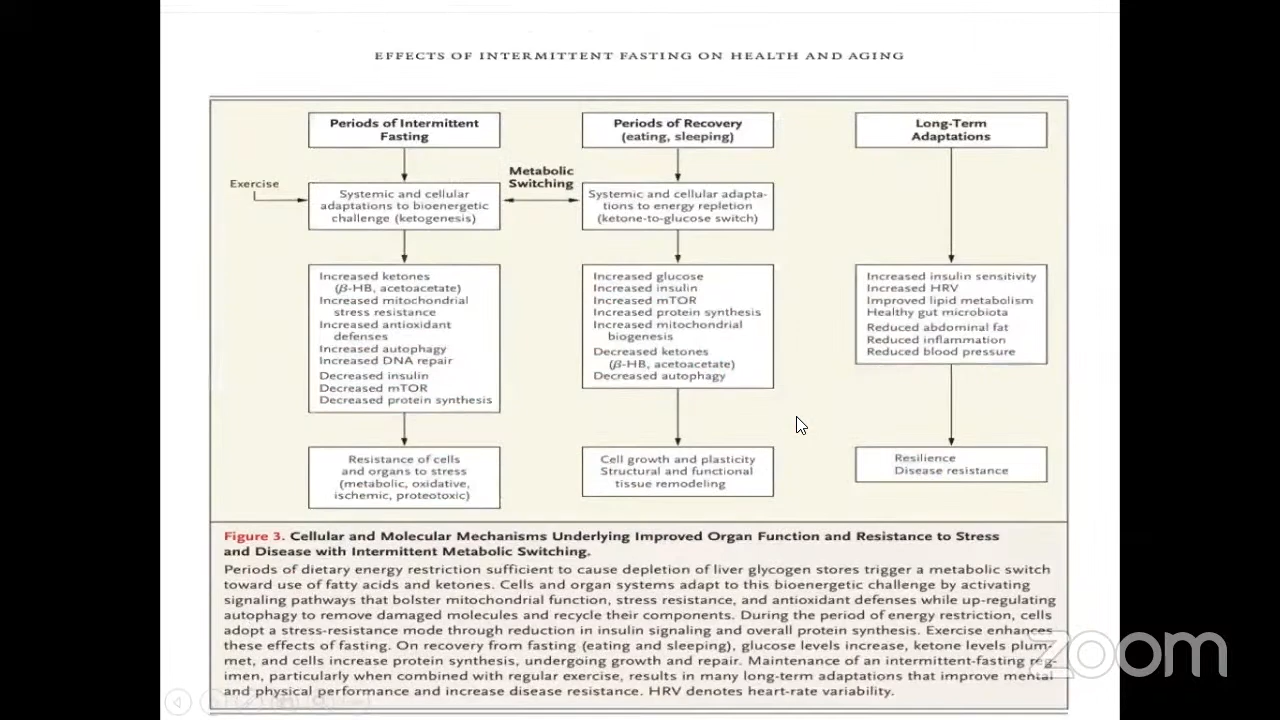 EFFECTS OF INTERMITTENT FASTING ON HEALTH AND AGING
Periods of Intermittent
Fasting
Periods of Recovery
(eating, sleeping)
Long-Term
Adaptations
Exercise
Systemic and cellular
adaptations to bioenergetic
challenge (ketogenesis)
Metabolic
Switching
Systemic and cellular adapta-
tions to energy repletion
(ketone-to-glucose switch)
Increased ketones
(β-HB, acetoacetate)
Increased mitochondrial
stress resistance
Increased antioxidant
defenses
Increased autophagy
Increased DNA repair
Decreased insulin
Decreased mTOR
Decreased protein synthesis
Increased glucose
Increased insulin
Increased mTOR
Increased protein synthesis
Increased mitochondrial
biogenesis
Decreased ketones
(β-HB, acetoacetate)
Decreased autophagy
Increased insulin sensitivity
Increased HRV
Improved lipid metabolism
Healthy gut microbiota
Reduced abdominal fat
Reduced inflammation
Reduced blood pressure
Resistance of cells
and organs to stress
(metabolic, oxidative,
ischemic, proteotoxic)
Cell growth and plasticity
Structural and functional
tissue remodeling
Resilience
Disease resistance
Figure 3. Cellular and Molecular Mechanisms Underlying Improved Organ Function and Resistance to Stress
and Disease with Intermittent Metabolic Switching.
Periods of dietary energy restriction sufficient to cause depletion of liver glycogen stores trigger a metabolic switch
toward use of fatty acids and ketones. Cells and organ systems adapt to this bioenergetic challenge by activating
signaling pathways that bolster mitochondrial function, stress resistance, and antioxidant defenses while up-regulating
autophagy to remove damaged molecules and recycle their components. During the period of energy restriction, cells
adopt a stress-resistance mode through reduction in insulin signaling and overall protein synthesis. Exercise enhances
these effects of fasting. On recovery from fasting (eating and sleeping), glucose levels increase, ketone levels plum-
met, and cells increase protein synthesis, undergoing growth and repair. Maintenance of an intermittent-fasting reg-
imen, particularly when combined with regular exercise, results in many long-term adaptations that improve mental
and physical performance and increase disease resistance. HRV denotes heart-rate variability.
zoom